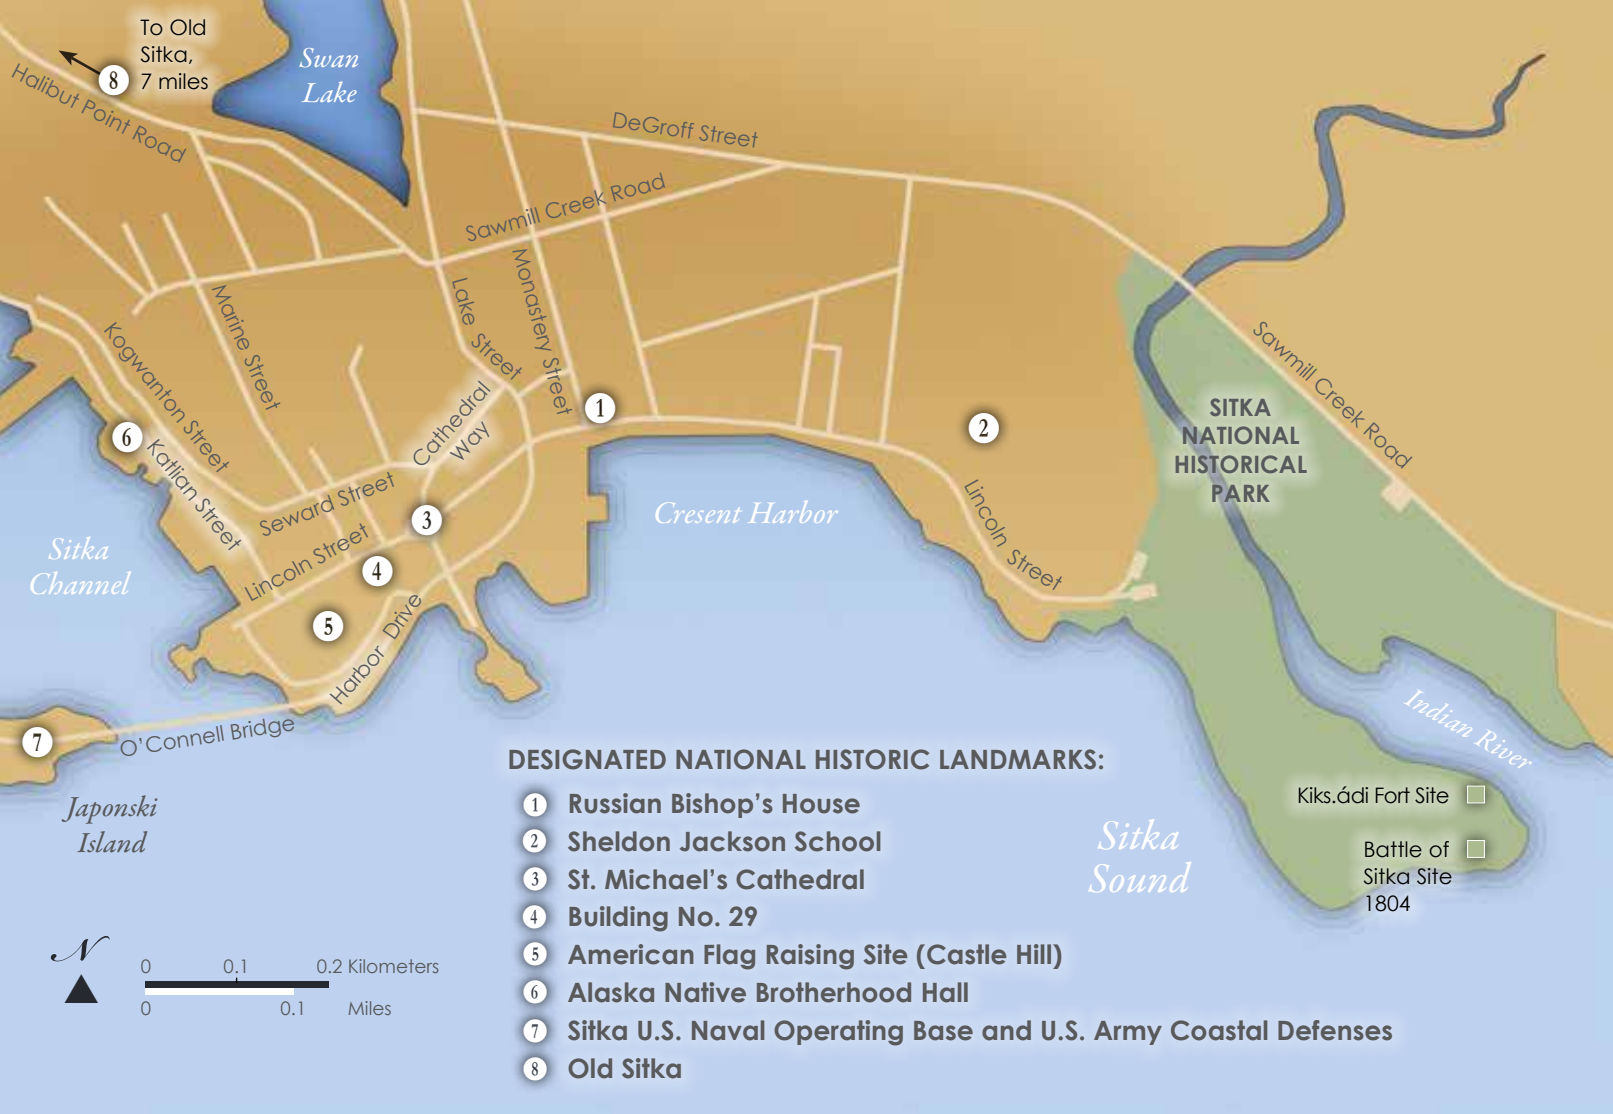 To Old
Sitka,
7 miles
8
Halibut Point Road
Swan
Lake
DeGroff Street
Sawmill Creek Road
Monastery Street
Lake Street
Marine Street
Kogwanton Street
Katlian Street
Cathedral
Way
Seward Street
Lincoln Street
Harbor Drive
O'Connell Bridge
1
2
3
4
5
6
7
Lincoln Street
Sawmill Creek Road
SITKA
NATIONAL
HISTORICAL
PARK
Cresent Harbor
Sitka
Channel
Japonski
Island
Indian River
Kiks.ádi Fort Site
Battle of
Sitka Site
1804
Sitka
Sound
DESIGNATED NATIONAL HISTORIC LANDMARKS:
1 Russian Bishop's House
2 Sheldon Jackson School
3 St. Michael's Cathedral
4 Building No. 29
5 American Flag Raising Site (Castle Hill)
6 Alaska Native Brotherhood Hall
7 Sitka U.S. Naval Operating Base and U.S. Army Coastal Defenses
8 Old Sitka
N
0 0.1 0.2 Kilometers
0 0.1 Miles